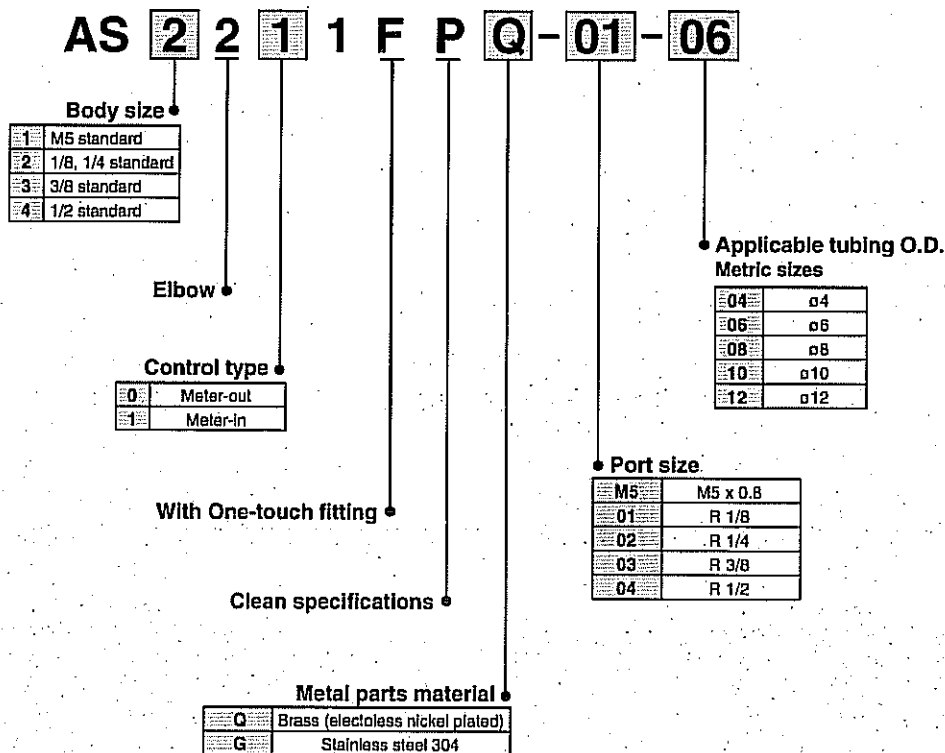 AS 2 2 1 1 F P Q - 01 - 06
Body size
1 M5 standard
2 1/8, 1/4 standard
3 3/8 standard
4 1/2 standard
Applicable tubing O.D.
Metric sizes
04 ø4
06 ø6
08 ø8
10 ø10
12 ø12
Elbow
Control type
0 Meter-out
1 Meter-in
Port size
M5 M5 x 0.8
01 R 1/8
02 R 1/4
03 R 3/8
04 R 1/2
With One-touch fitting
Clean specifications
Metal parts material
Q Brass (electoless nickel plated)
G Stainless steel 304